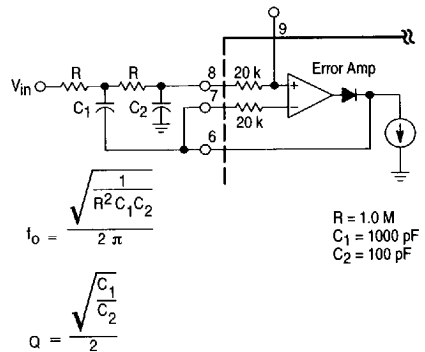 9
R
R
8
20 k
Error Amp
Vin
+
C1
C2
7
20 k
−
6
fo = √(1 / R²C1C2) / 2 π
R = 1.0 M
C1 = 1000 pF
C2 = 100 pF
Q = √(C1 / C2) / 2